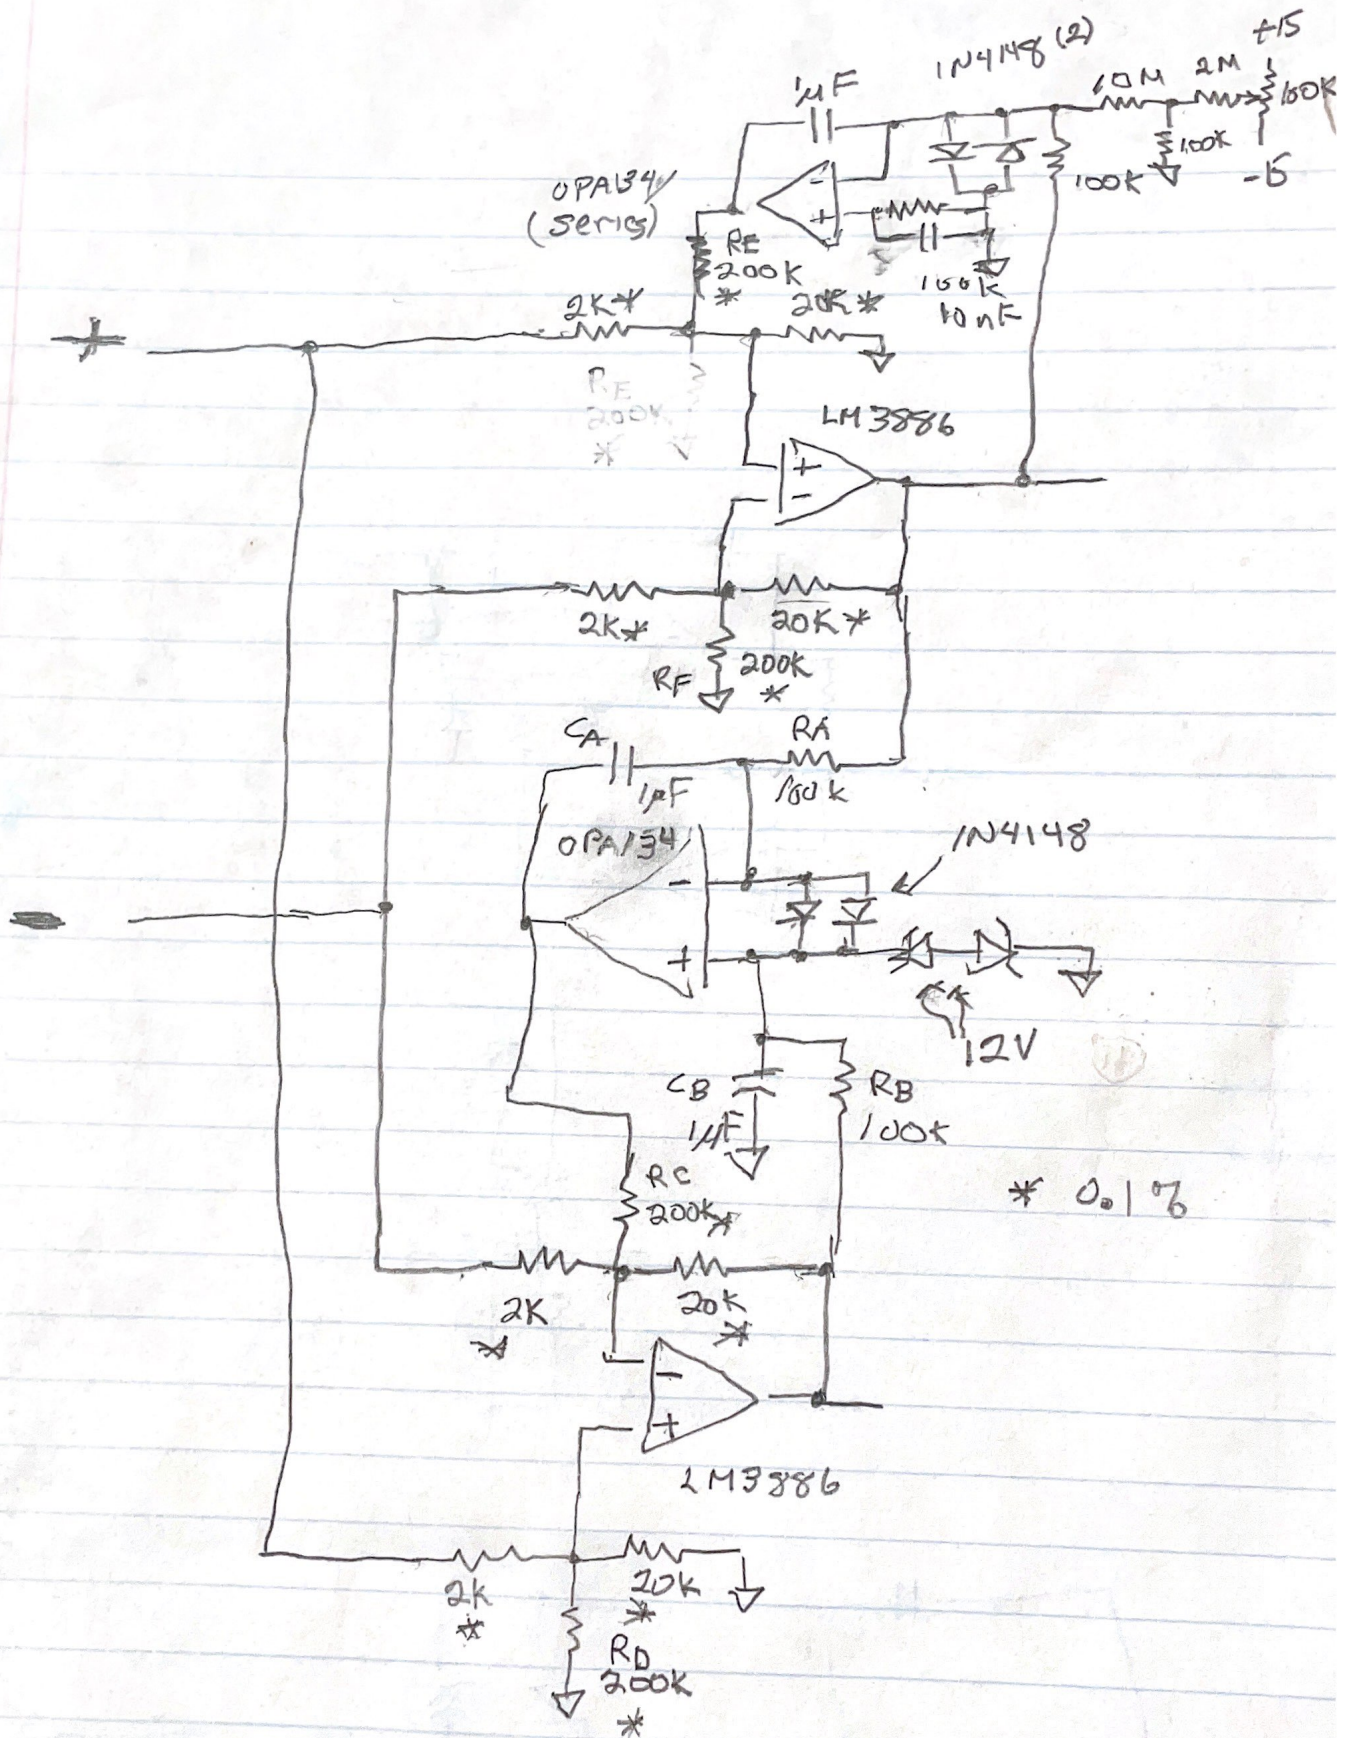 +15
1N4148 (2)
10M
2M
100K
1µF
100K
100K
-15
OPA134
(series)
-
+
RE
200K
*
100K
10nF
2K*
20K*
+
RE
200K
*
LM3886
+
-
2K*
20K*
RF
200K
*
CA
1µF
RA
100K
OPA134
1N4148
-
-
+
12V
CB
1µF
RB
100K
RC
200K*
* 0.1%
2K
*
20K
*
-
+
LM3886
2K
*
20K
*
RD
200K
*